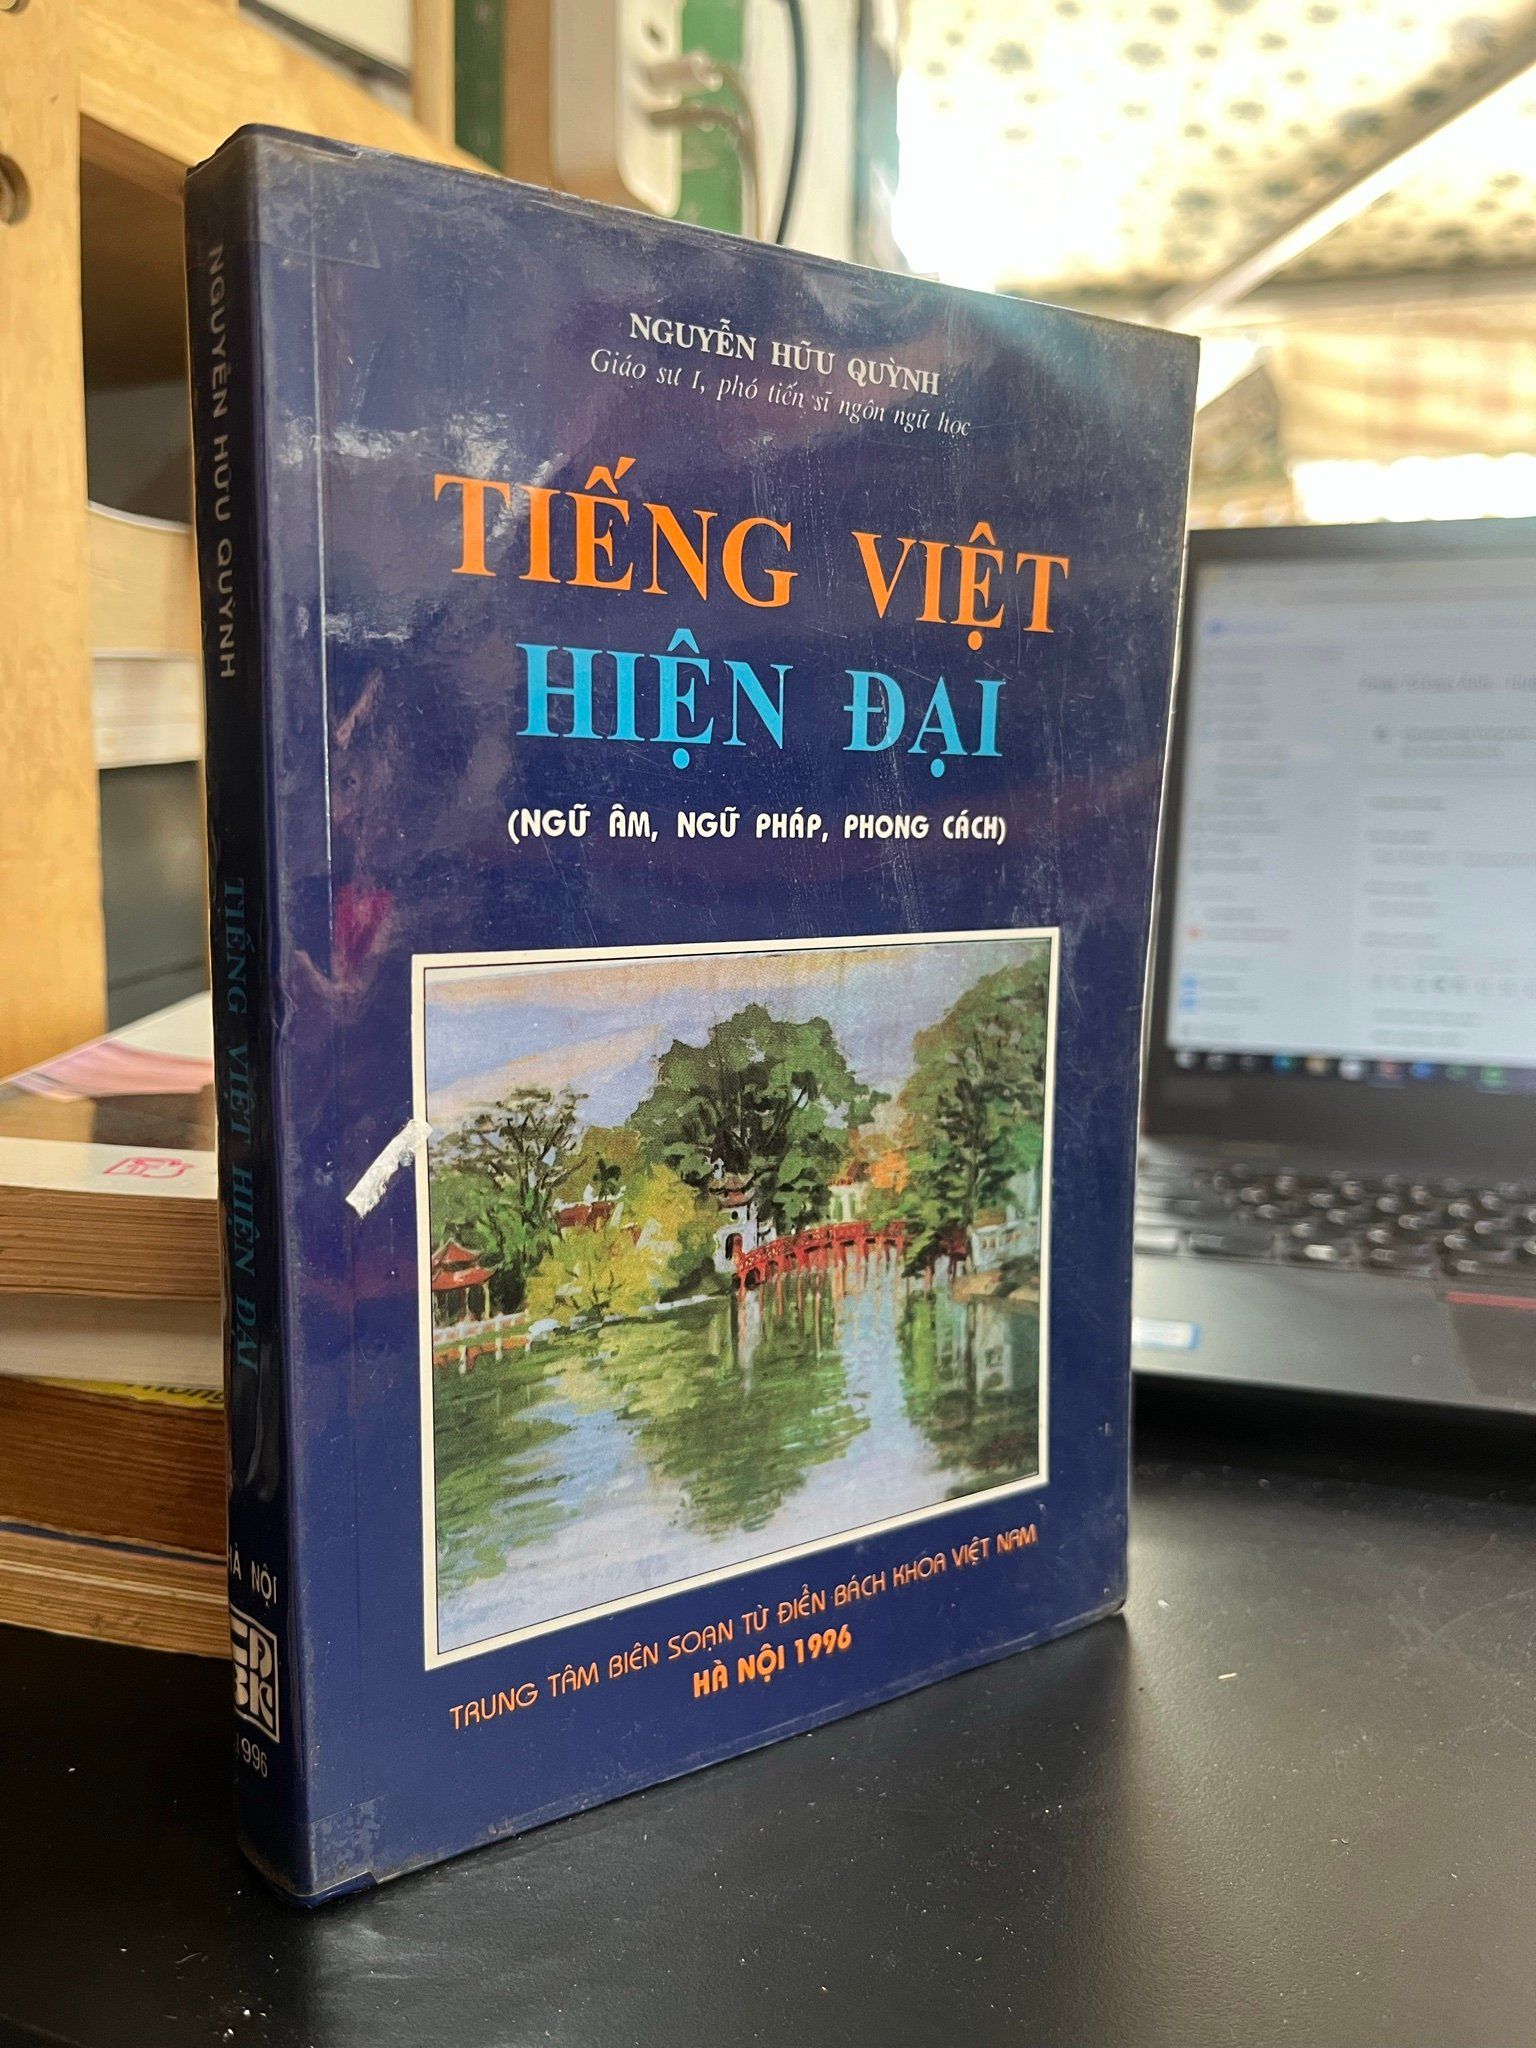 NGUYỄN HỮU QUỲNH
Giáo sư I, phó tiến sĩ ngôn ngữ học
TIẾNG VIỆT
HIỆN ĐẠI
(NGỮ ÂM, NGỮ PHÁP, PHONG CÁCH)
TRUNG TÂM BIÊN SOẠN TỪ ĐIỂN BÁCH KHOA VIỆT NAM
HÀ NỘI 1996
NGUYỄN HỮU QUỲNH
TIẾNG VIỆT HIỆN ĐẠI
HÀ NỘI
1996